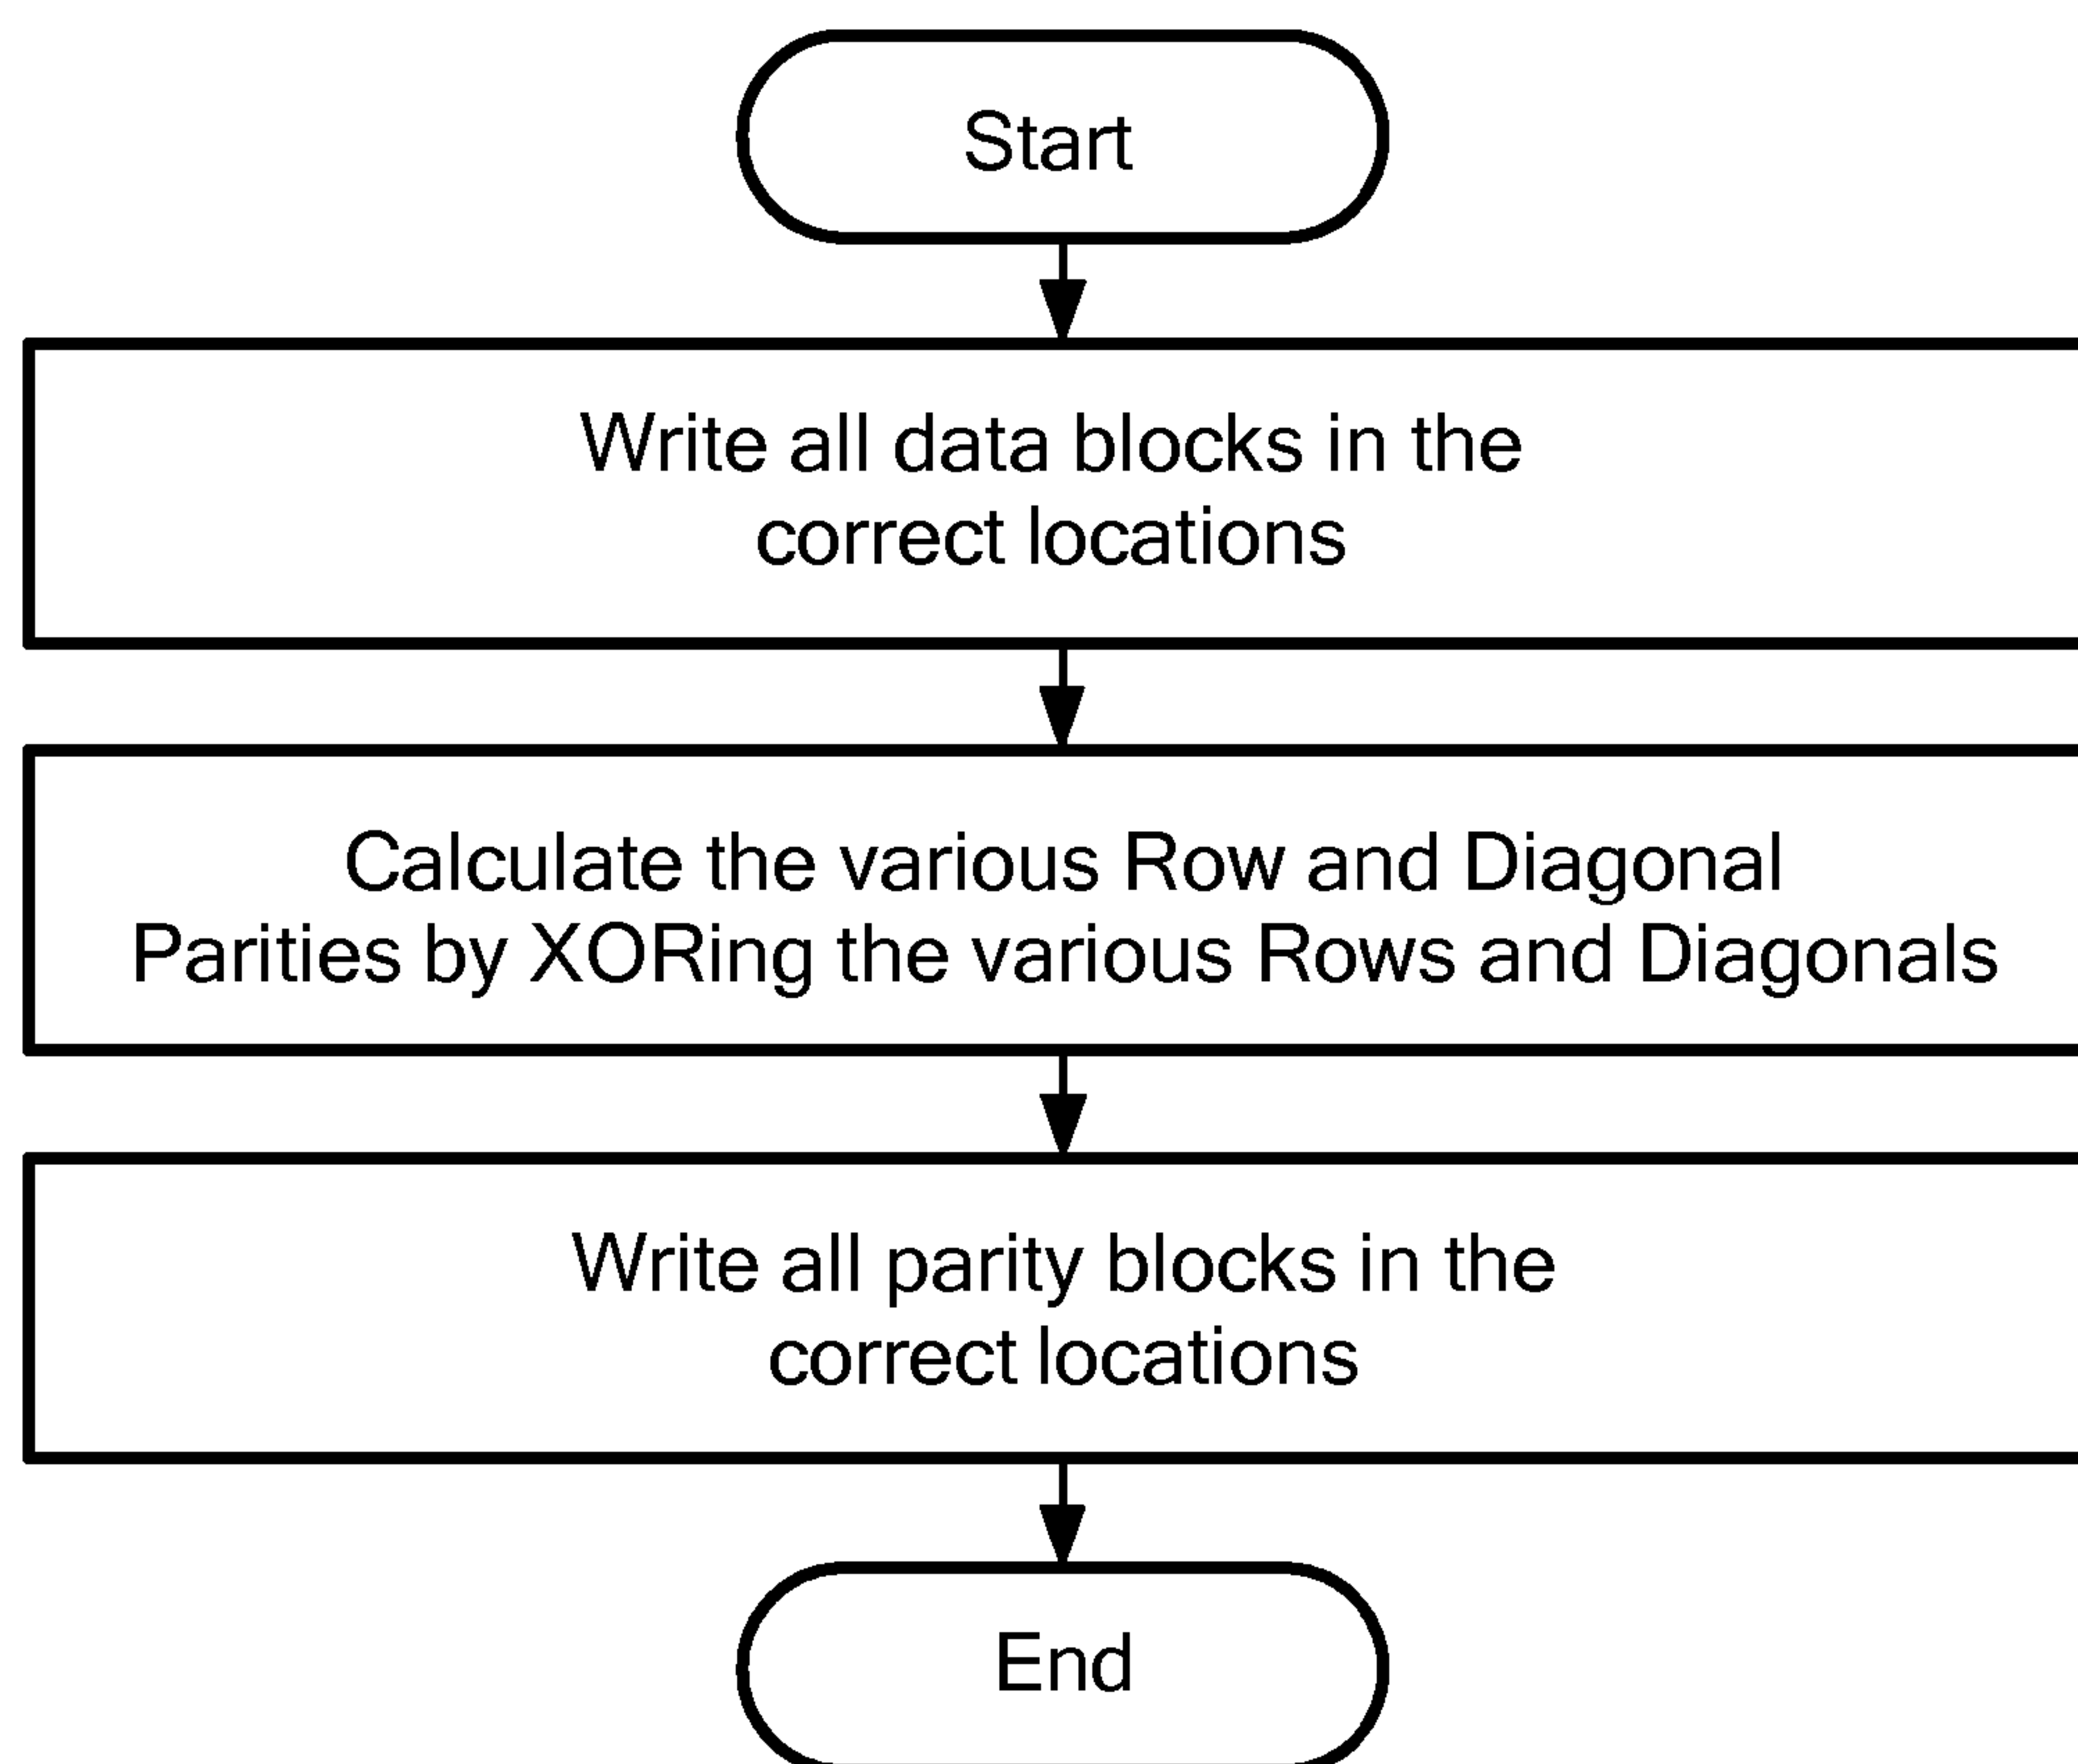 Start
Write all data blocks in the
correct locations
Calculate the various Row and Diagonal
Parities by XORing the various Rows and Diagonals
Write all parity blocks in the
correct locations
End